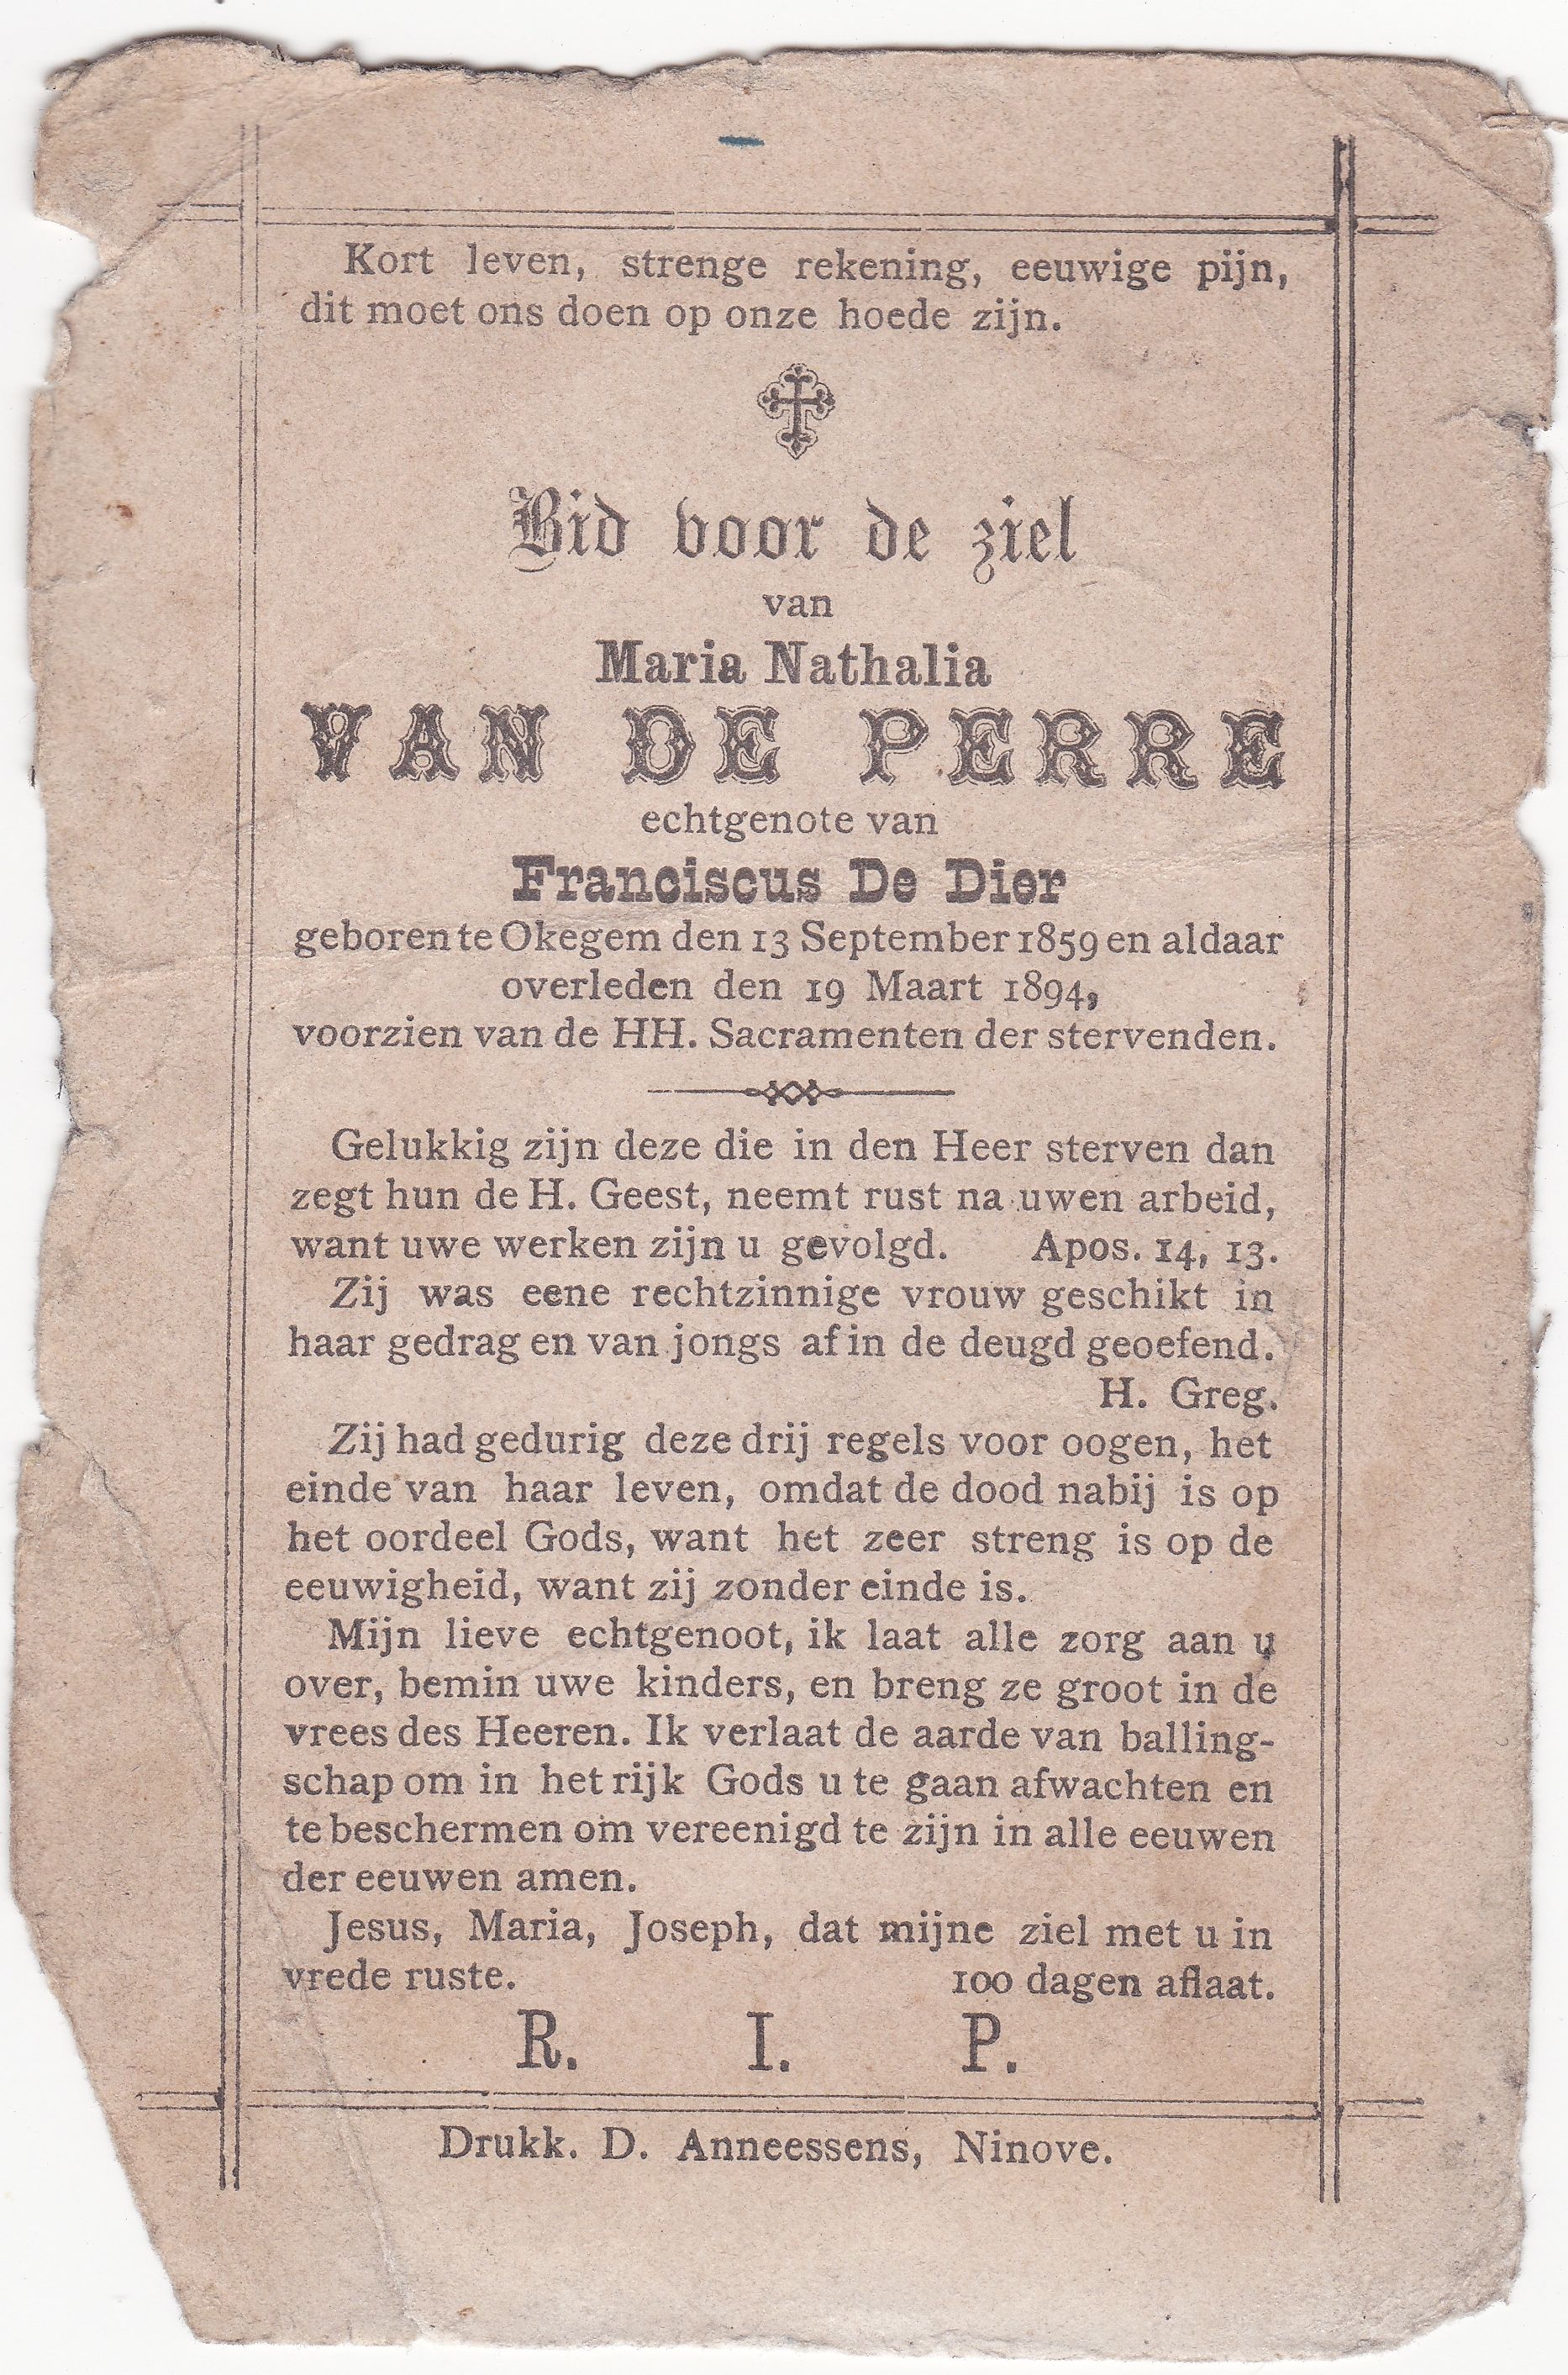 Kort leven, strenge rekening, eeuwige pijn,
dit moet ons doen op onze hoede zijn.
Bid voor de ziel
van
Maria Nathalia
VAN DE PERRE
echtgenote van
Franciscus De Dier
geboren te Okegem den 13 September 1859 en aldaar
overleden den 19 Maart 1894,
voorzien van de HH. Sacramenten der stervenden.
Gelukkig zijn deze die in den Heer sterven dan
zegt hun de H. Geest, neemt rust na uwen arbeid,
want uwe werken zijn u gevolgd. Apos. 14, 13.
Zij was eene rechtzinnige vrouw geschikt in
haar gedrag en van jongs af in de deugd geoefend.
H. Greg.
Zij had gedurig deze drij regels voor oogen, het
einde van haar leven, omdat de dood nabij is op
het oordeel Gods, want het zeer streng is op de
eeuwigheid, want zij zonder einde is.
Mijn lieve echtgenoot, ik laat alle zorg aan u
over, bemin uwe kinders, en breng ze groot in de
vrees des Heeren. Ik verlaat de aarde van balling-
schap om in het rijk Gods u te gaan afwachten en
te beschermen om vereenigd te zijn in alle eeuwen
der eeuwen amen.
Jesus, Maria, Joseph, dat mijne ziel met u in
vrede ruste. 100 dagen aflaat.
R. I. P.
Drukk. D. Anneessens, Ninove.